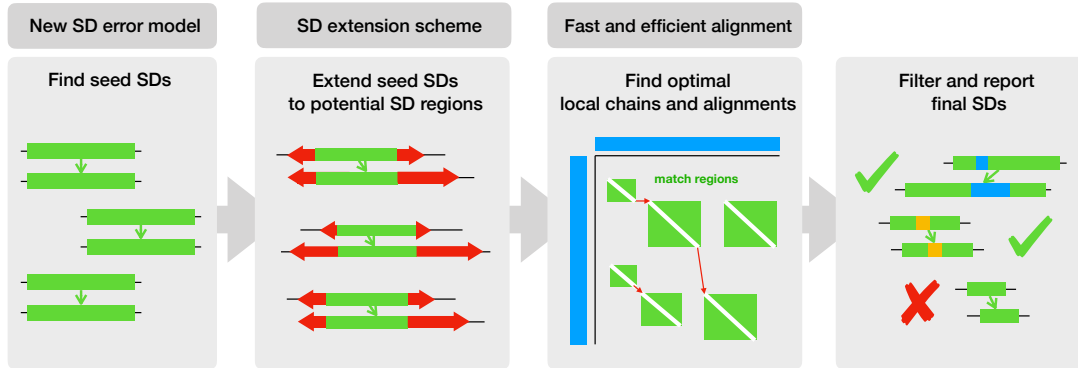 New SD error model
SD extension scheme
Fast and efficient alignment
Find seed SDs
Extend seed SDs
to potential SD regions
Find optimal
local chains and alignments
match regions
Filter and report
final SDs